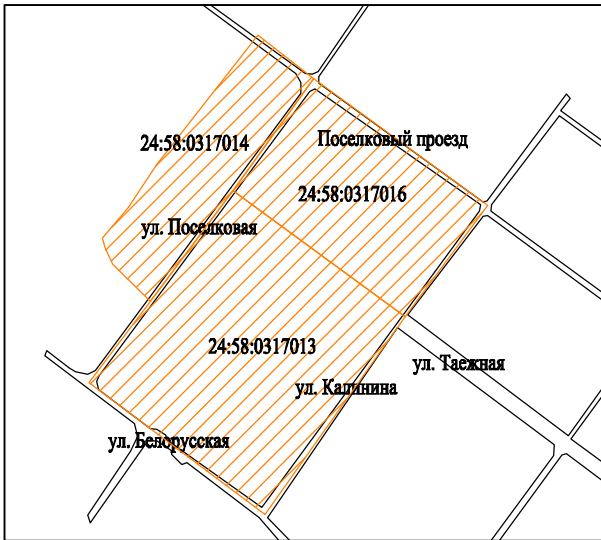 Поселковый проезд
24:58:0317014
24:58:0317016
ул. Поселковая
24:58:0317013
ул. Таежная
ул. Калинина
ул. Белорусская